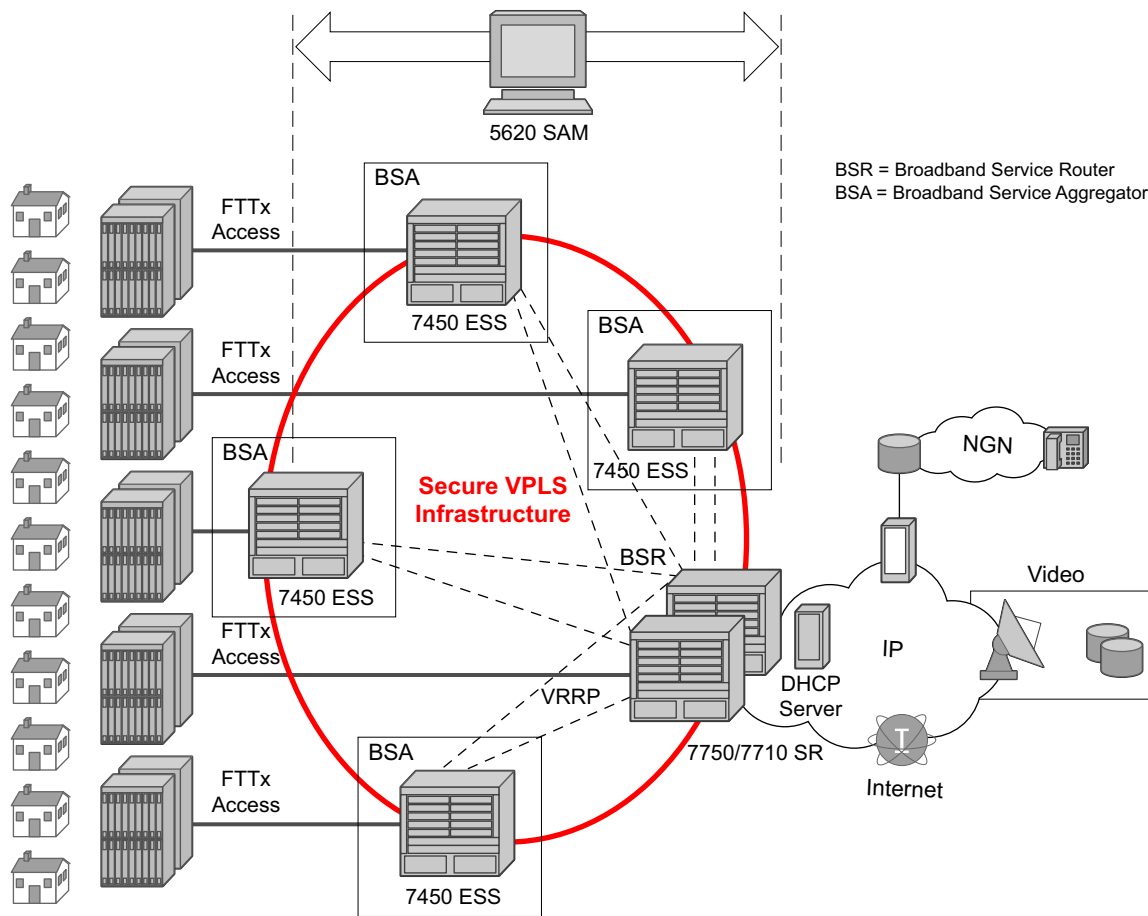 5620 SAM
BSR = Broadband Service Router
BSA = Broadband Service Aggregator
BSA
FTTx
Access
7450 ESS
BSA
FTTx
Access
7450 ESS
NGN
BSA
Secure VPLS
Infrastructure
7450 ESS
BSR
Video
FTTx
Access
IP
DHCP
Server
VRRP
7750/7710 SR
T
Internet
BSA
FTTx
Access
7450 ESS